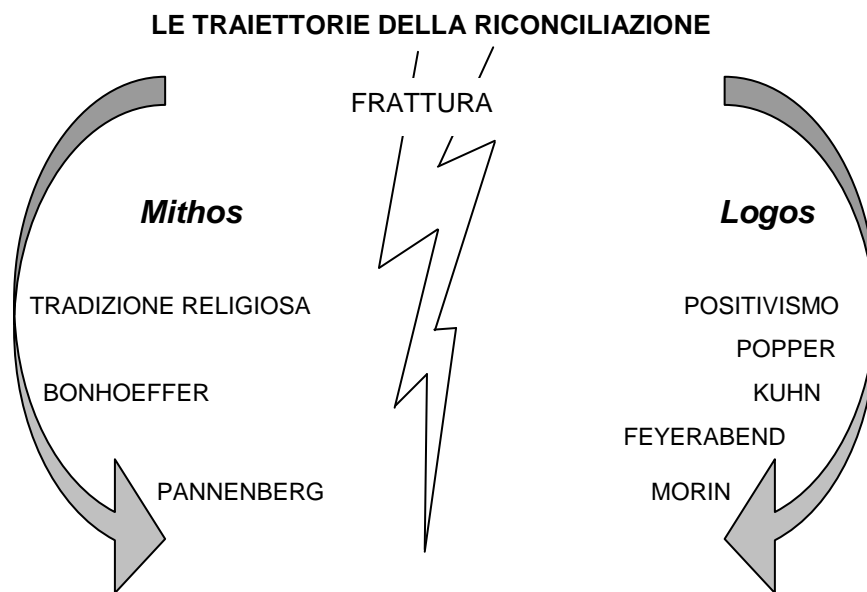 LE TRAIETTORIE DELLA RICONCILIAZIONE
FRATTURA
Mithos
Logos
TRADIZIONE RELIGIOSA
POSITIVISMO
POPPER
BONHOEFFER
KUHN
FEYERABEND
PANNENBERG
MORIN